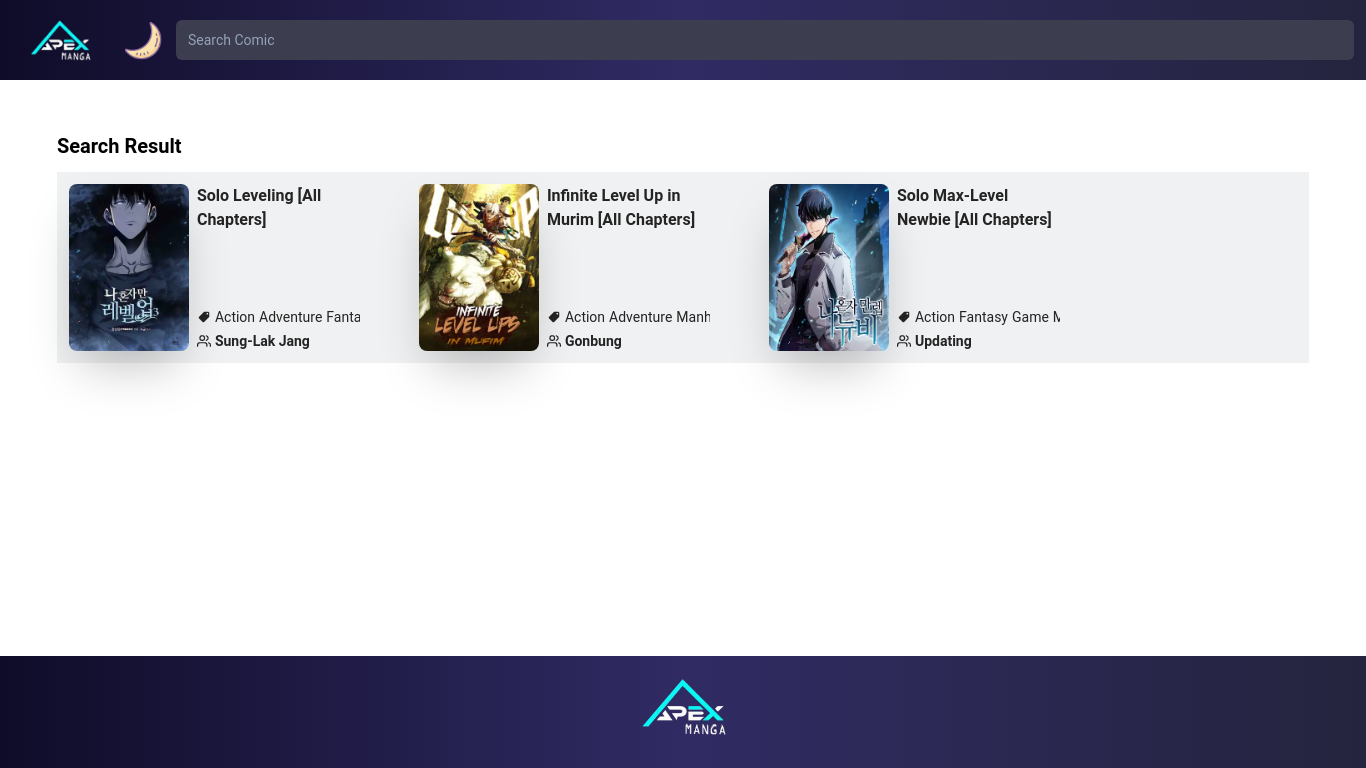 APEX
MANGA
Search Comic
Search Result
Solo Leveling [All
Chapters]
나 혼자만
레벨업
Action Adventure Fanta
Sung-Lak Jang
INFINITE
LEVEL UPS
IN MURIM
Infinite Level Up in
Murim [All Chapters]
Action Adventure Manh
Gonbung
나 혼자 만렙
뉴비
Solo Max-Level
Newbie [All Chapters]
Action Fantasy Game M
Updating
APEX
MANGA